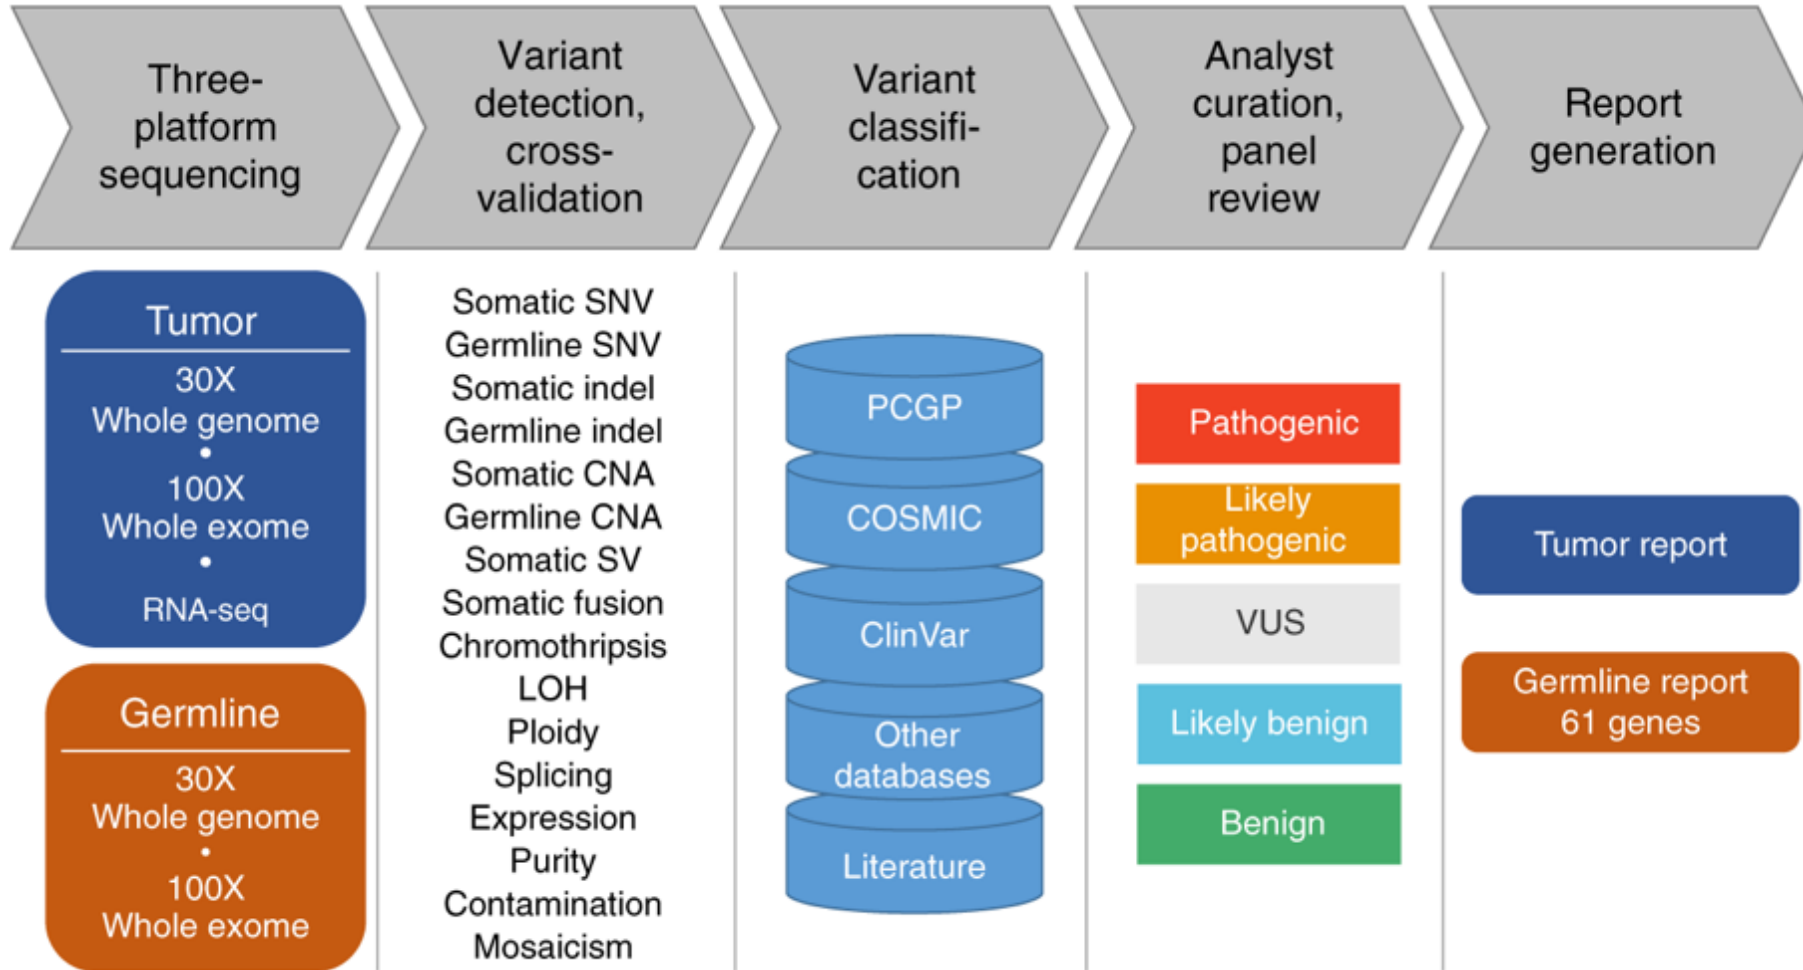 Three-
platform
sequencing
Variant
detection,
cross-
validation
Variant
classifi-
cation
Analyst
curation,
panel
review
Report
generation
Tumor
30X
Whole genome
•
100X
Whole exome
•
RNA-seq
Germline
30X
Whole genome
•
100X
Whole exome
Somatic SNV
Germline SNV
Somatic indel
Germline indel
Somatic CNA
Germline CNA
Somatic SV
Somatic fusion
Chromothripsis
LOH
Ploidy
Splicing
Expression
Purity
Contamination
Mosaicism
PCGP
COSMIC
ClinVar
Other
databases
Literature
Pathogenic
Likely
pathogenic
VUS
Likely benign
Benign
Tumor report
Germline report
61 genes